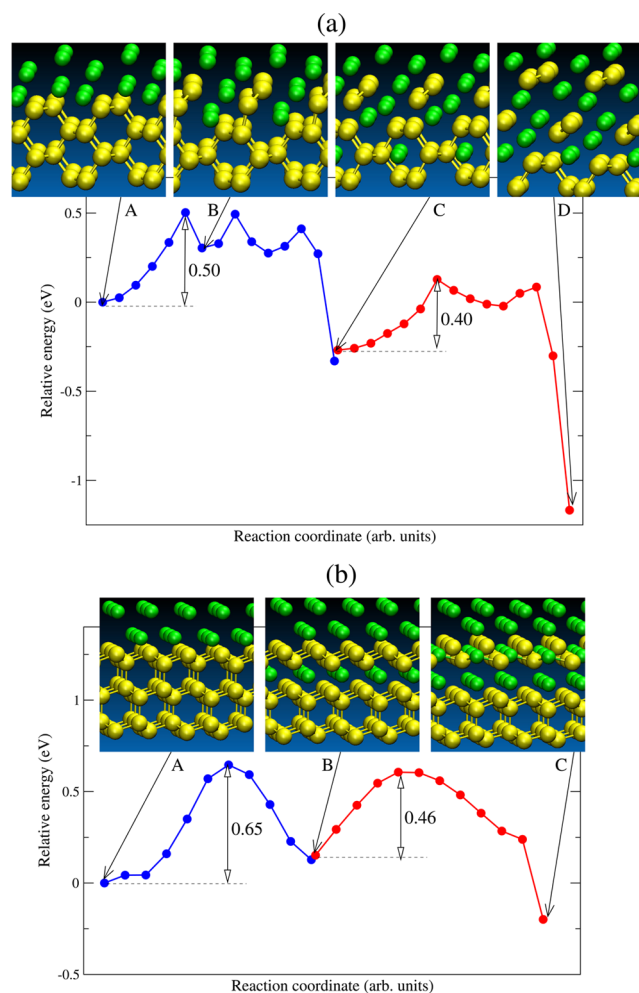 (a)
A
B
C
D
0.5
0
-0.5
-1
0.50
0.40
Relative energy (eV)
Reaction coordinate (arb. units)
(b)
A
B
C
1
0.5
0
-0.5
0.65
0.46
Relative energy (eV)
Reaction coordinate (arb. units)